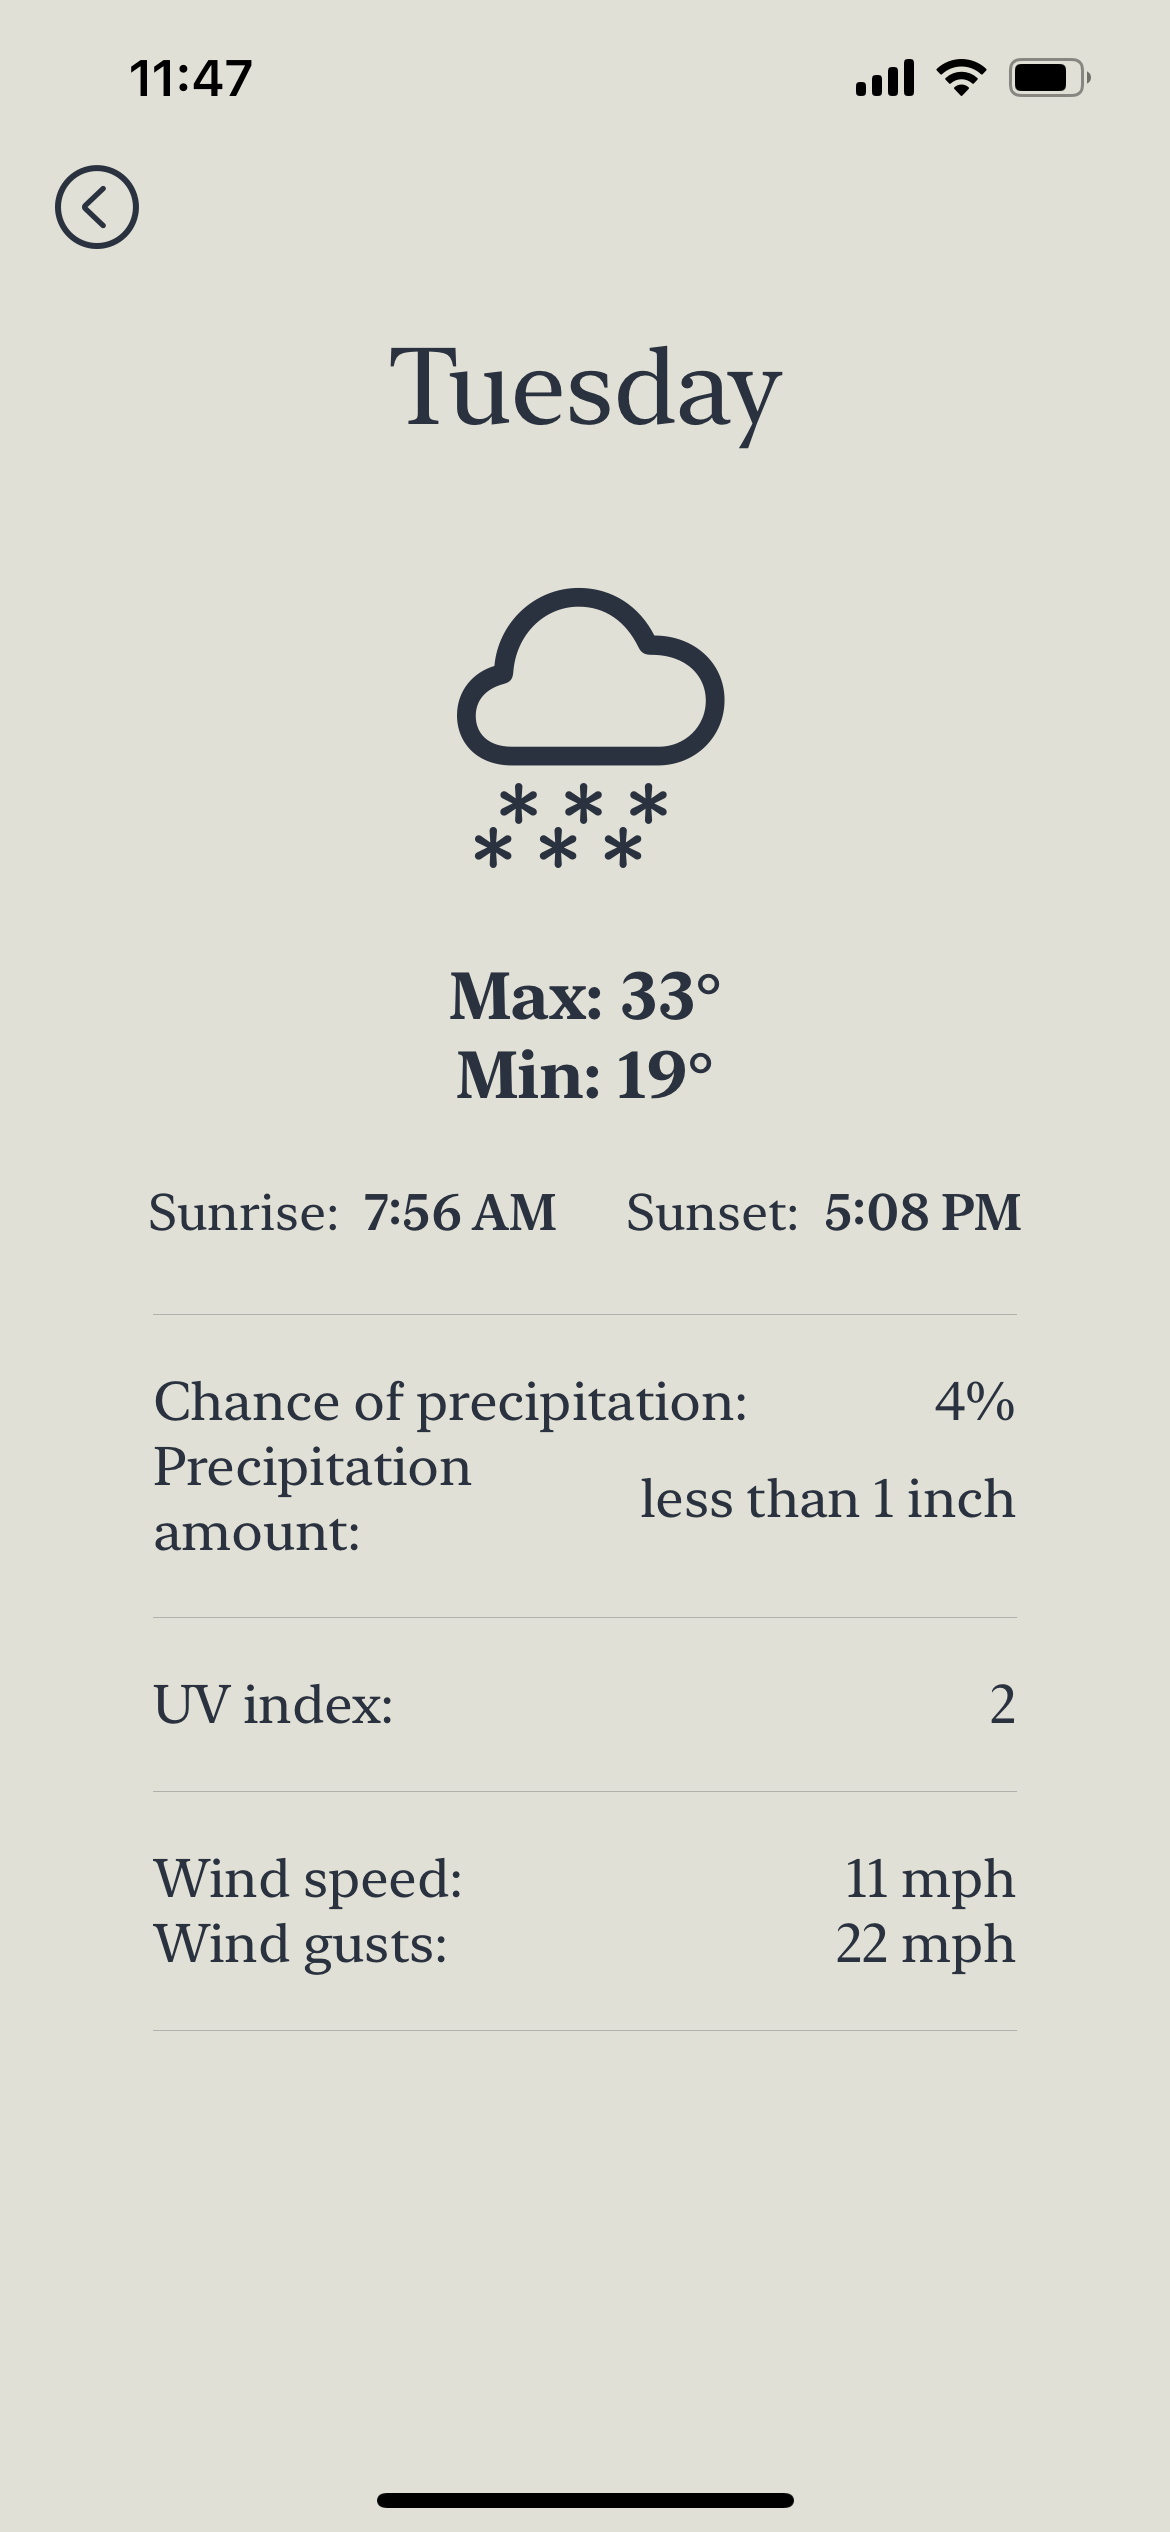 11:47
Tuesday
Max: 33°
Min: 19°
Sunrise: 7:56 AM Sunset: 5:08 PM
Chance of precipitation: 4%
Precipitation
amount: less than 1 inch
UV index: 2
Wind speed: 11 mph
Wind gusts: 22 mph